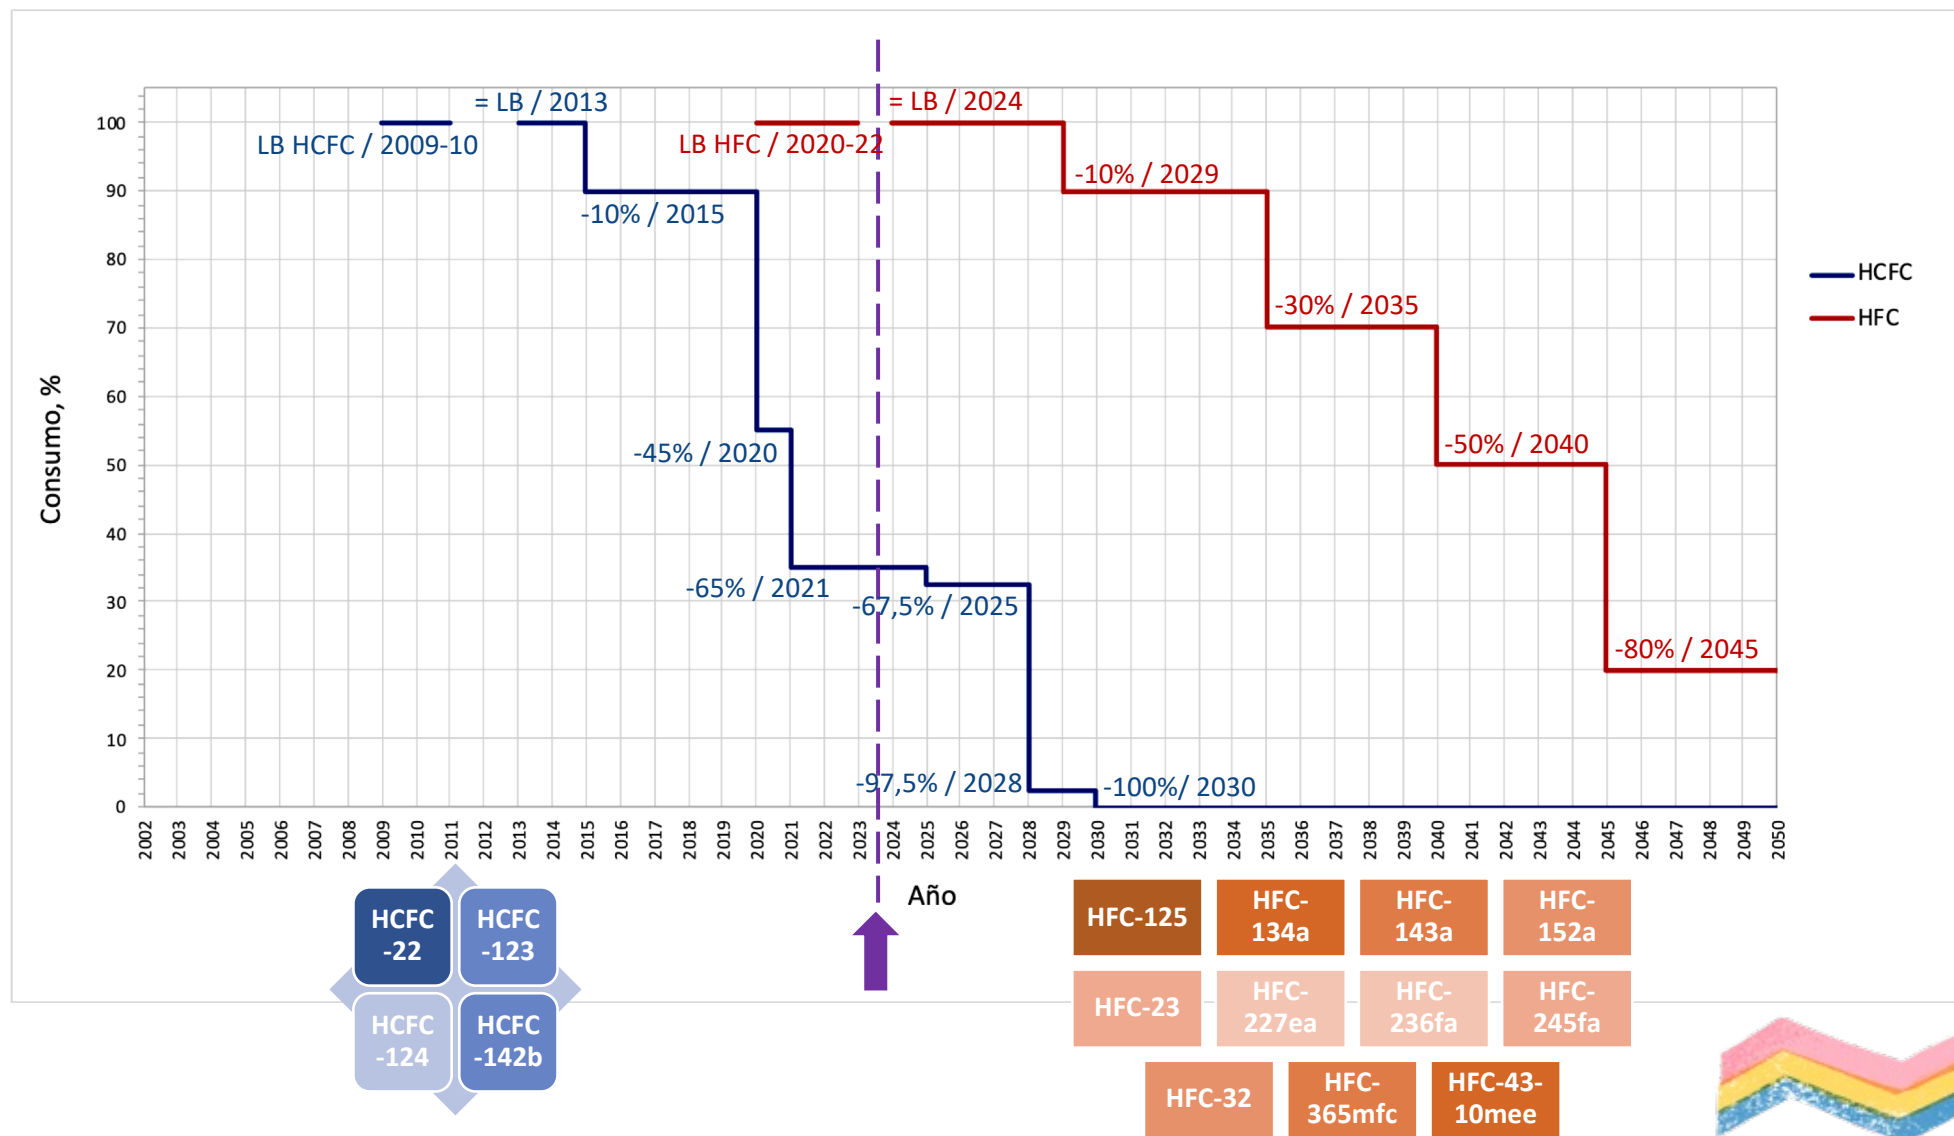 = LB / 2013
= LB / 2024
LB HCFC / 2009-10
LB HFC / 2020-22
-10% / 2015
-10% / 2029
-30% / 2035
-45% / 2020
-50% / 2040
-65% / 2021
-67,5% / 2025
-80% / 2045
-97,5% / 2028
-100%/ 2030
HCFC
HFC
Consumo, %
100
90
80
70
60
50
40
30
20
10
0
2002 2003 2004 2005 2006 2007 2008 2009 2010 2011 2012 2013 2014 2015 2016 2017 2018 2019 2020 2021 2022 2023 2024 2025 2026 2027 2028 2029 2030 2031 2032 2033 2034 2035 2036 2037 2038 2039 2040 2041 2042 2043 2044 2045 2046 2047 2048 2049 2050
Año
HCFC
-22
HCFC
-123
HCFC
-124
HCFC
-142b
HFC-125
HFC-
134a
HFC-
143a
HFC-
152a
HFC-23
HFC-
227ea
HFC-
236fa
HFC-
245fa
HFC-32
HFC-
365mfc
HFC-43-
10mee